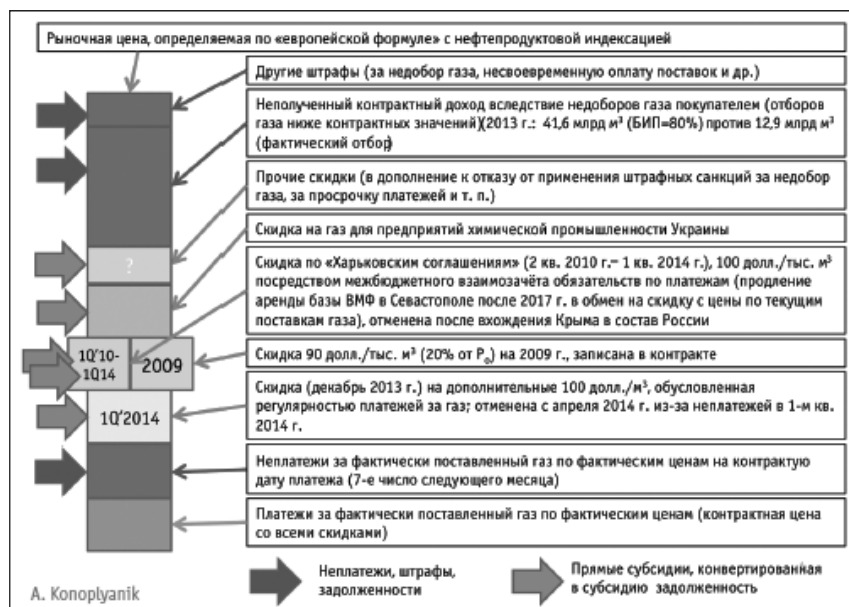 Рыночная цена, определяемая по «европейской формуле» с нефтепродуктовой индексацией
Другие штрафы (за недобор газа, несвоевременную оплату поставок и др.)
Неполученный контрактный доход вследствие недоборов газа покупателем (отборов
газа ниже контрактных значений)(2013 г.: 41,6 млрд м³ (БИП=80%) против 12,9 млрд м³
(фактический отбор)
Прочие скидки (в дополнение к отказу от применения штрафных санкций за недобор
газа, за просрочку платежей и т. п.)
?
Скидка на газ для предприятий химической промышленности Украины
Скидка по «Харьковским соглашениям» (2 кв. 2010 г.– 1 кв. 2014 г.), 100 долл./тыс. м³
посредством межбюджетного взаимозачёта обязательств по платежам (продление
аренды базы ВМФ в Севастополе после 2017 г. в обмен на скидку с цены по текущим
поставкам газа), отменена после вхождения Крыма в состав России
1Q'10-
1Q14
2009
Скидка 90 долл./тыс. м³ (20% от P₀) на 2009 г., записана в контракте
Скидка (декабрь 2013 г.) на дополнительные 100 долл./м³, обусловленная
регулярностью платежей за газ; отменена с апреля 2014 г. из-за неплатежей в 1-м кв.
2014 г.
1Q'2014
Неплатежи за фактически поставленный газ по фактическим ценам на контрактую
дату платежа (7-е число следующего месяца)
Платежи за фактически поставленный газ по фактическим ценам (контрактная цена
со всеми скидками)
A. Konoplyanik
Неплатежи, штрафы,
задолженности
Прямые субсидии, конвертированная
в субсидию задолженность